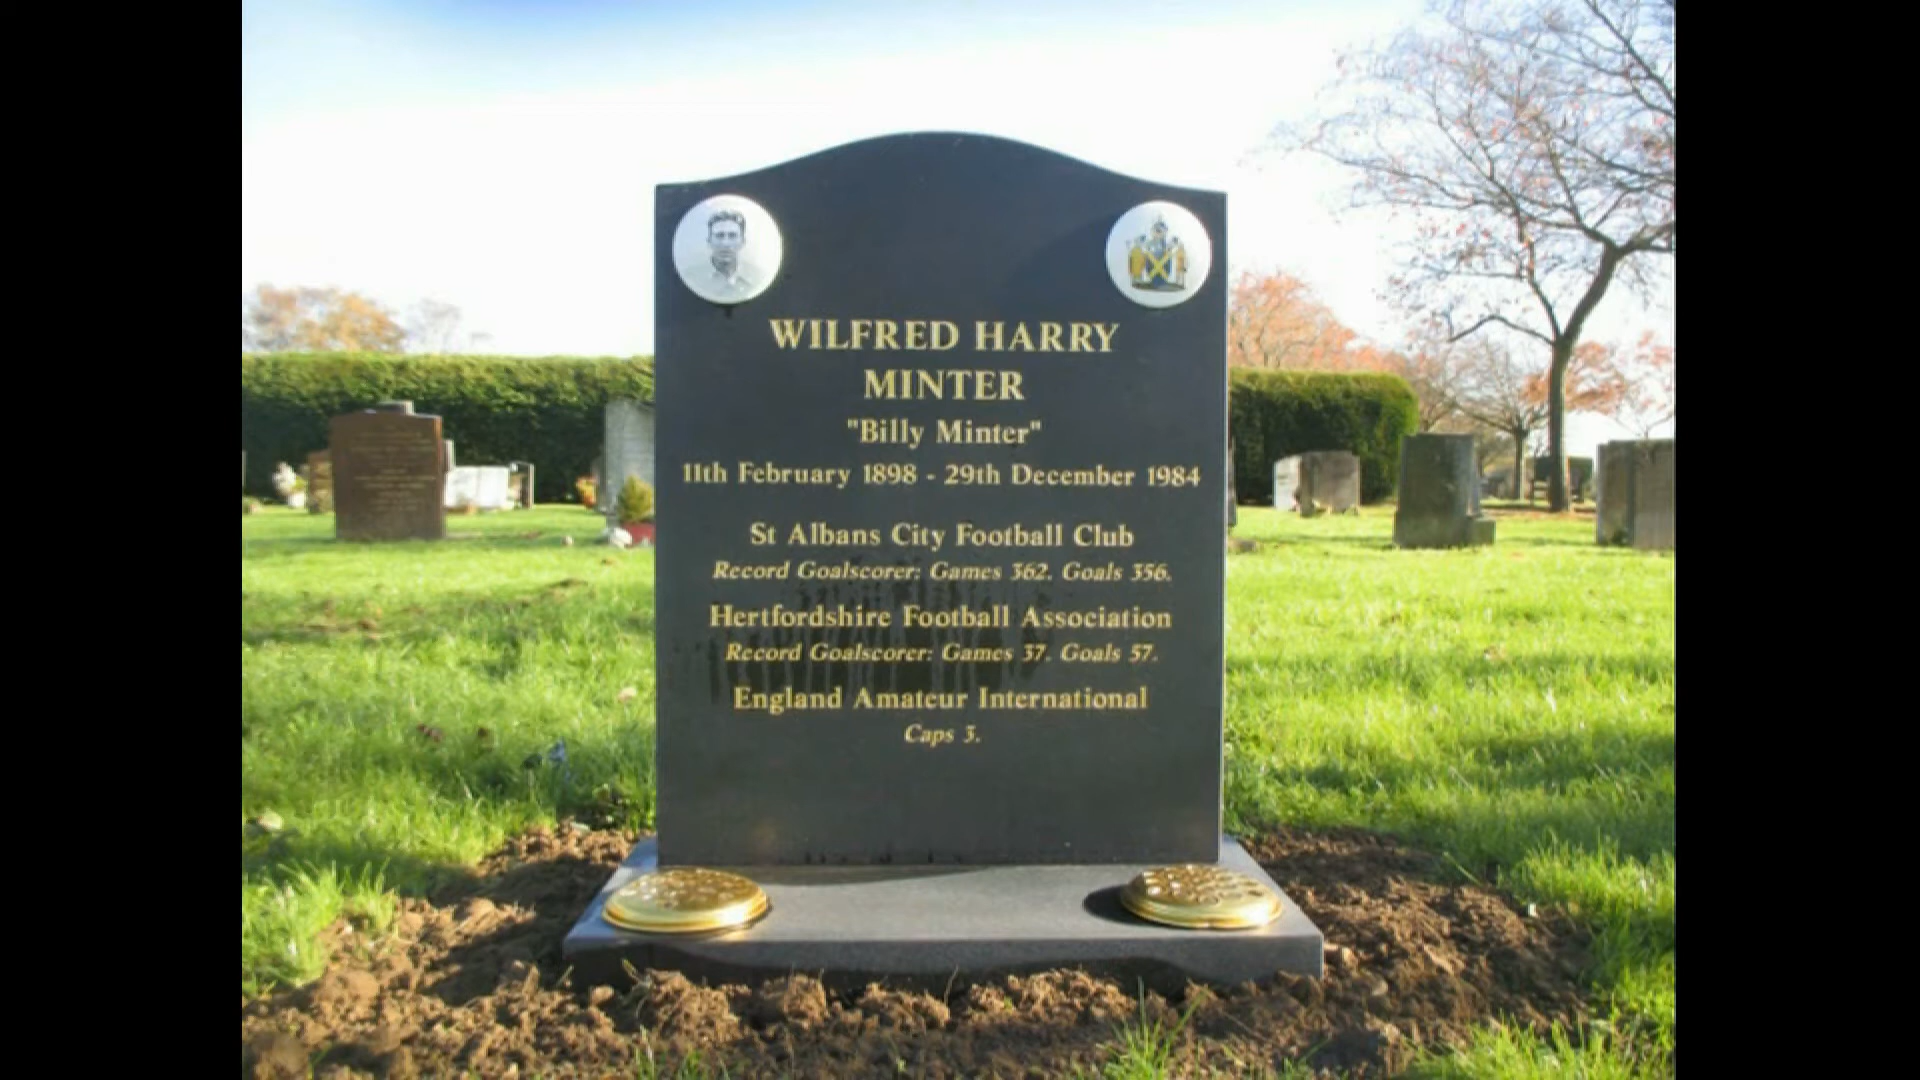 WILFRED HARRY
MINTER
"Billy Minter"
11th February 1898 - 29th December 1984
St Albans City Football Club
Record Goalscorer: Games 362. Goals 356.
Hertfordshire Football Association
Record Goalscorer: Games 37. Goals 57.
England Amateur International
Caps 3.